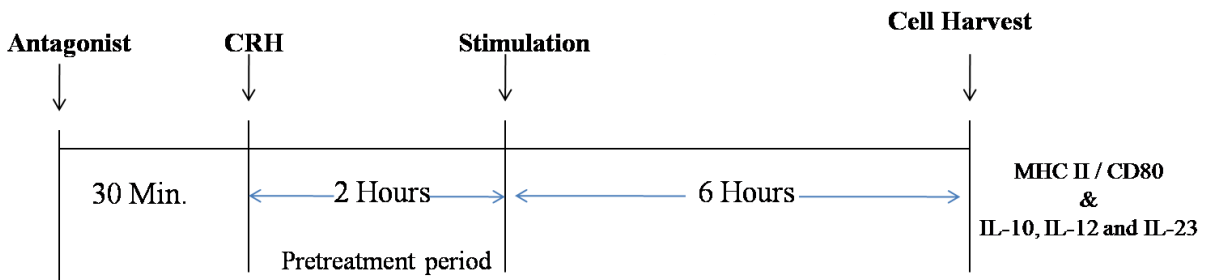 Antagonist
CRH
Stimulation
Cell Harvest
30 Min.
2 Hours
6 Hours
Pretreatment period
MHC II / CD80
&
IL-10, IL-12 and IL-23